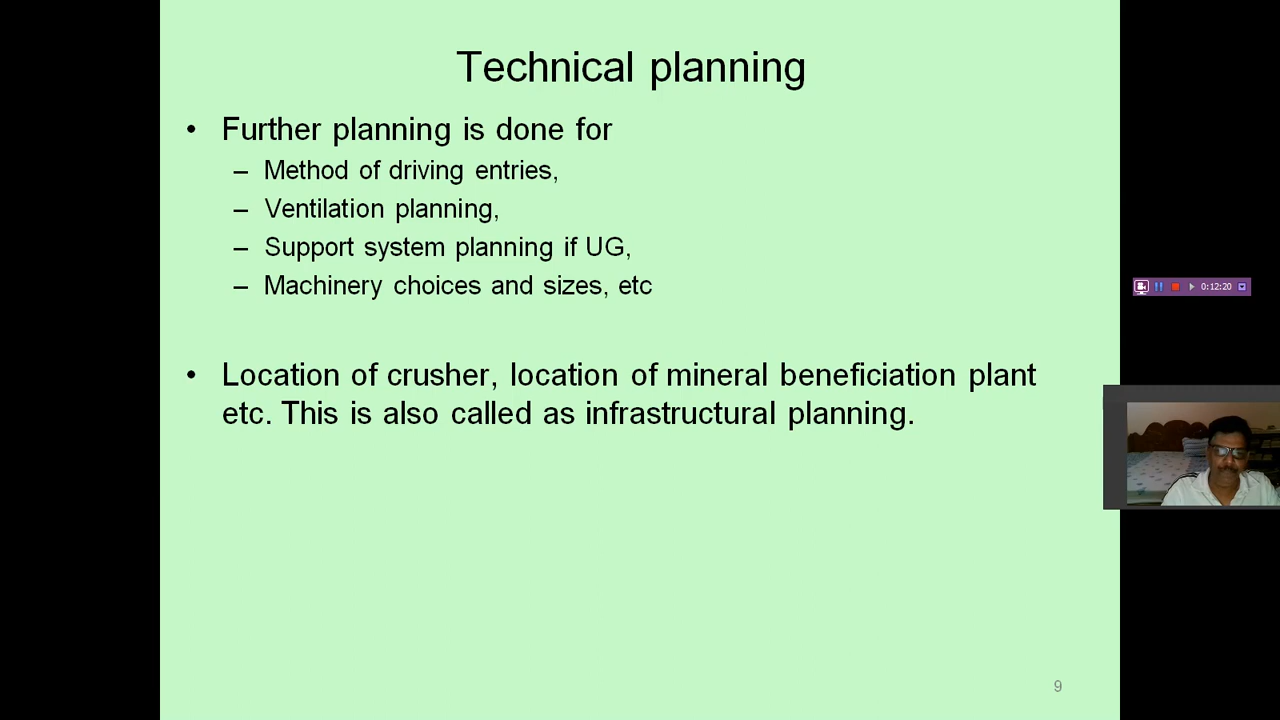 Technical planning
• Further planning is done for
– Method of driving entries,
– Ventilation planning,
– Support system planning if UG,
– Machinery choices and sizes, etc
• Location of crusher, location of mineral beneficiation plant
etc. This is also called as infrastructural planning.
0:12:20
9